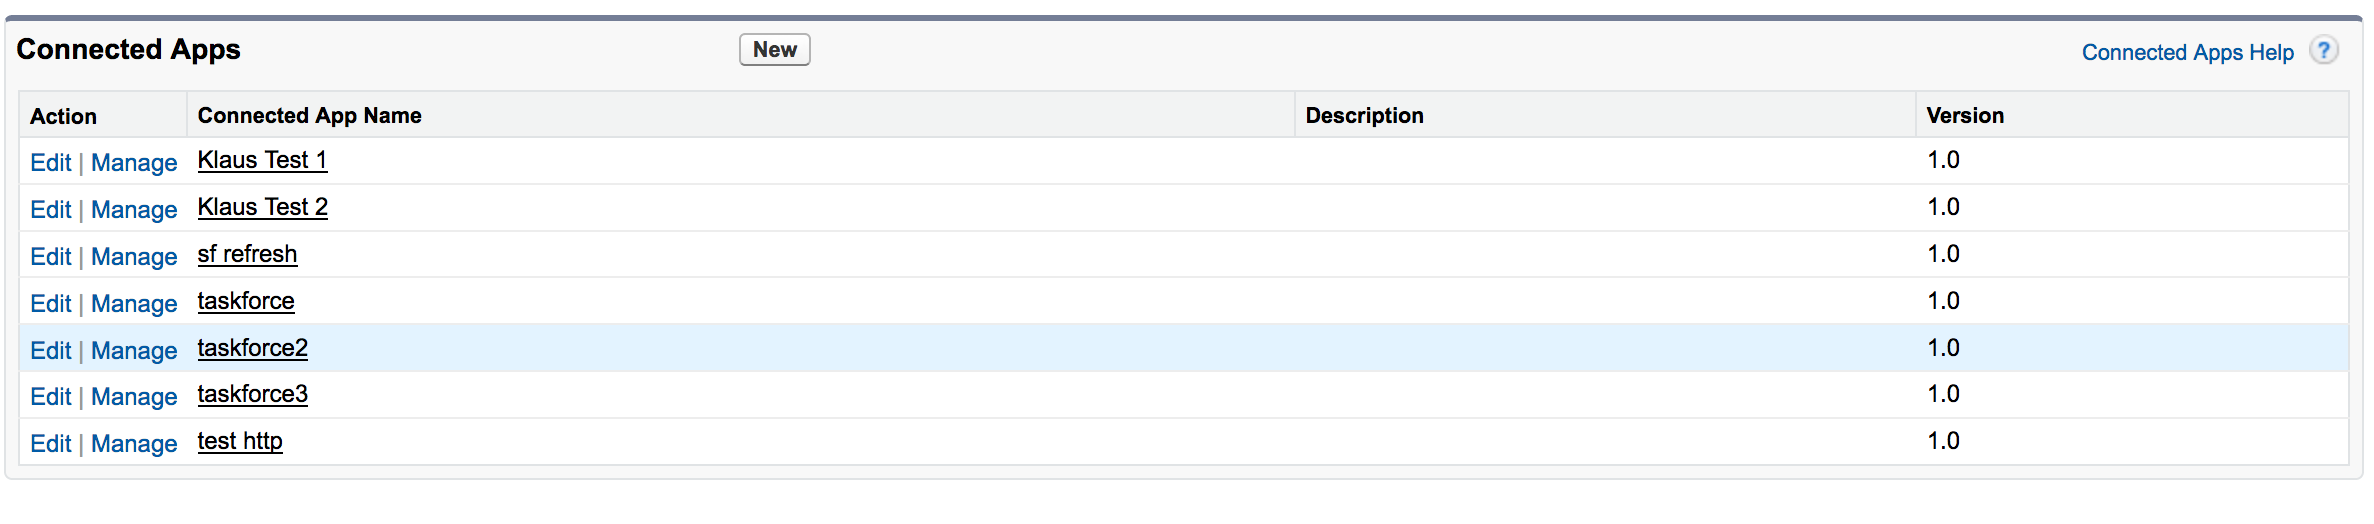 Connected Apps New Connected Apps Help ?
Action Connected App Name Description Version
Edit | Manage Klaus Test 1 1.0
Edit | Manage Klaus Test 2 1.0
Edit | Manage sf refresh 1.0
Edit | Manage taskforce 1.0
Edit | Manage taskforce2 1.0
Edit | Manage taskforce3 1.0
Edit | Manage test http 1.0